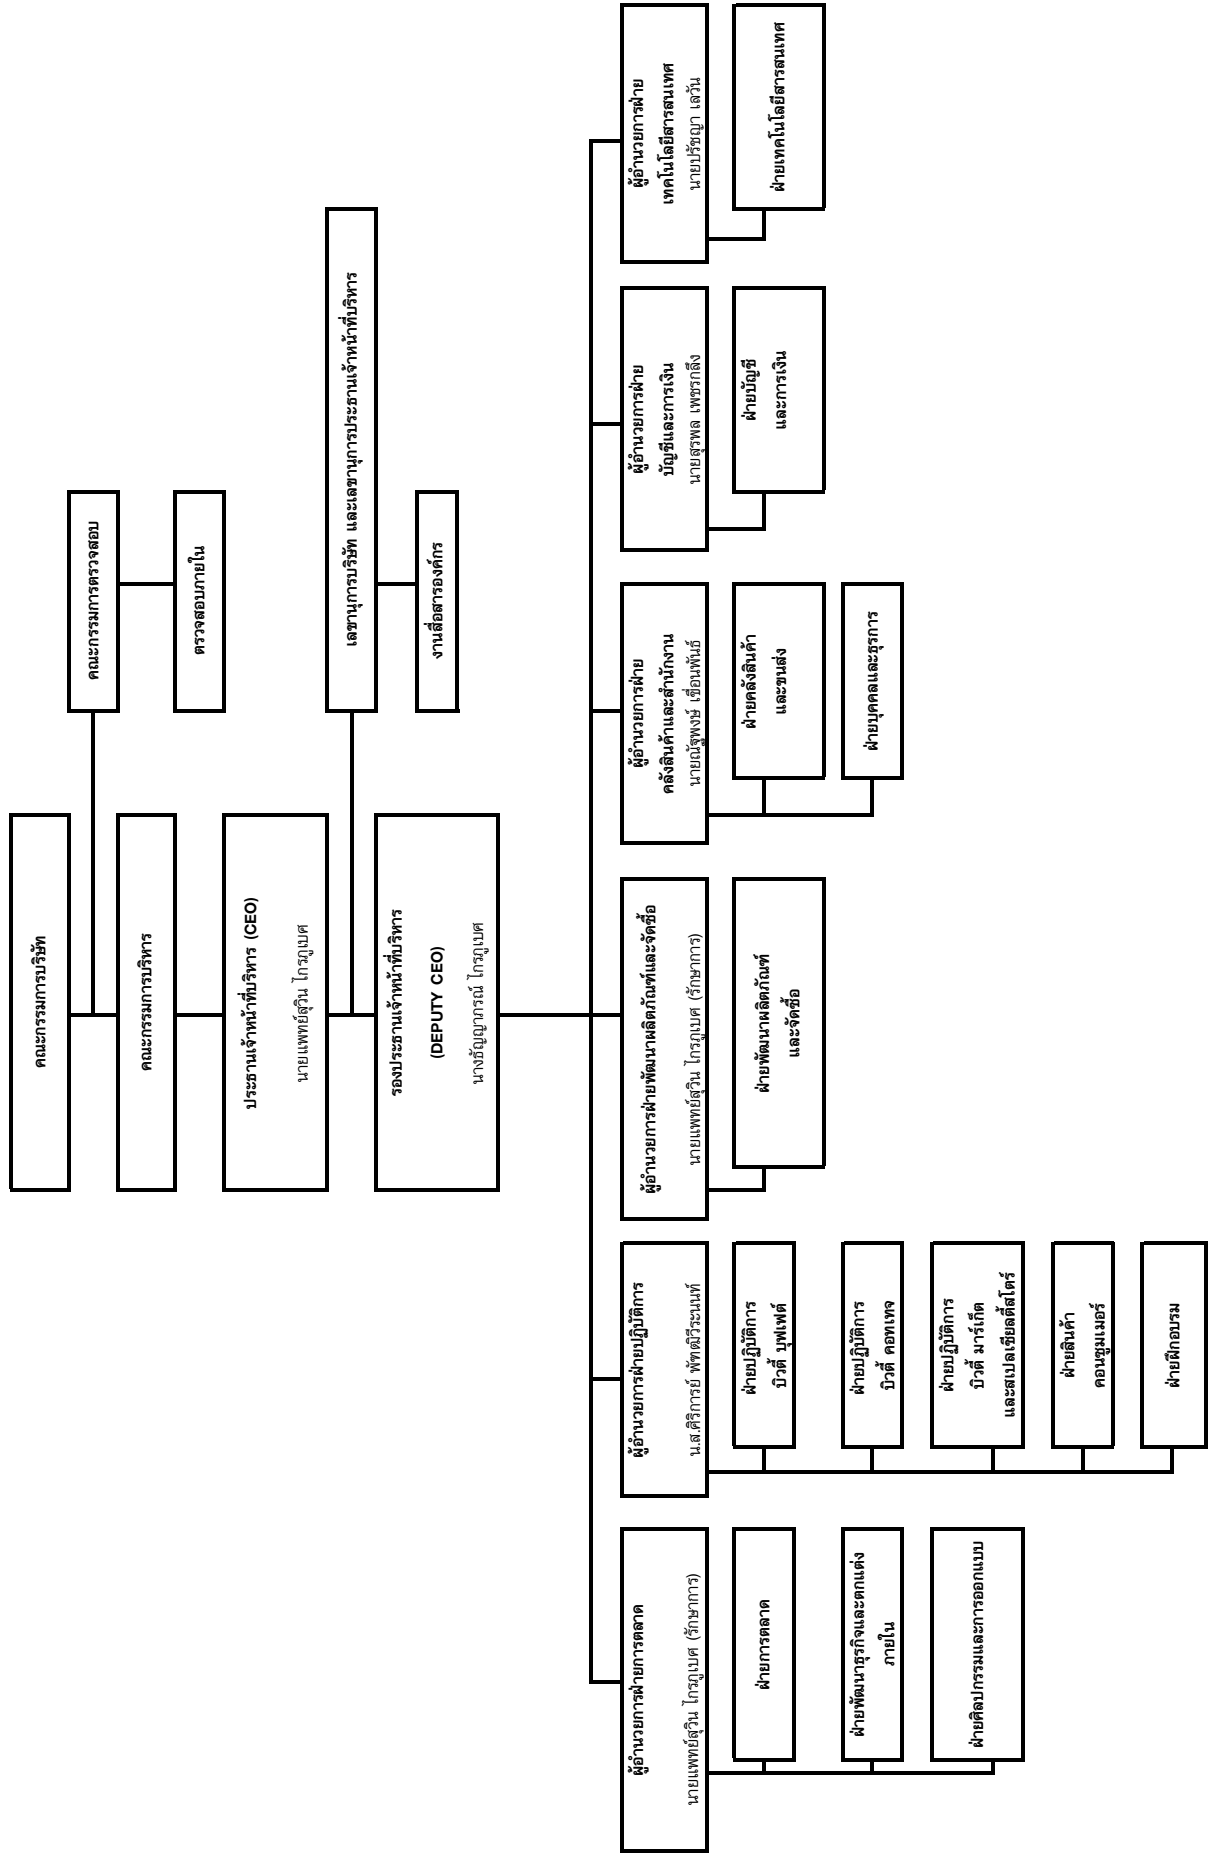 คณะกรรมการบริษัท
คณะกรรมการตรวจสอบ
ตรวจสอบภายใน
คณะกรรมการบริหาร
ประธานเจ้าหน้าที่บริหาร (CEO)
นายแพทย์สุวิน ไกรภูเบศ
เลขานุการบริษัท และเลขานุการประธานเจ้าหน้าที่บริหาร
งานสื่อสารองค์กร
รองประธานเจ้าหน้าที่บริหาร
(DEPUTY CEO)
นางธัญญาภรณ์ ไกรภูเบศ
ผู้อำนวยการฝ่ายการตลาด
นายแพทย์สุวิน ไกรภูเบศ (รักษาการ)
ฝ่ายการตลาด
ฝ่ายพัฒนาธุรกิจและตกแต่ง
ภายใน
ฝ่ายศิลปกรรมและการออกแบบ
ผู้อำนวยการฝ่ายปฏิบัติการ
น.ส.ศิริการย์ พัฑฒิวีระนนท์
ฝ่ายปฏิบัติการ
บิวตี้ บุฟเฟต์
ฝ่ายปฏิบัติการ
บิวตี้ คอทเทจ
ฝ่ายปฏิบัติการ
บิวตี้ มาร์เก็ต
และสเปลเชียลตี้สโตร์
ฝ่ายสินค้า
คอนซูมเมอร์
ฝ่ายฝึกอบรม
ผู้อำนวยการฝ่ายพัฒนาผลิตภัณฑ์และจัดซื้อ
นายแพทย์สุวิน ไกรภูเบศ (รักษาการ)
ฝ่ายพัฒนาผลิตภัณฑ์
และจัดซื้อ
ผู้อำนวยการฝ่าย
คลังสินค้าและสำนักงาน
นายณัฐพงษ์ เชื่อนพันธ์
ฝ่ายคลังสินค้า
และขนส่ง
ฝ่ายบุคคลและธุรการ
ผู้อำนวยการฝ่าย
บัญชีและการเงิน
นายสุรพล เพชรกลึง
ฝ่ายบัญชี
และการเงิน
ผู้อำนวยการฝ่าย
เทคโนโลยีสารสนเทศ
นายปรัชญา เลวัน
ฝ่ายเทคโนโลยีสารสนเทศ